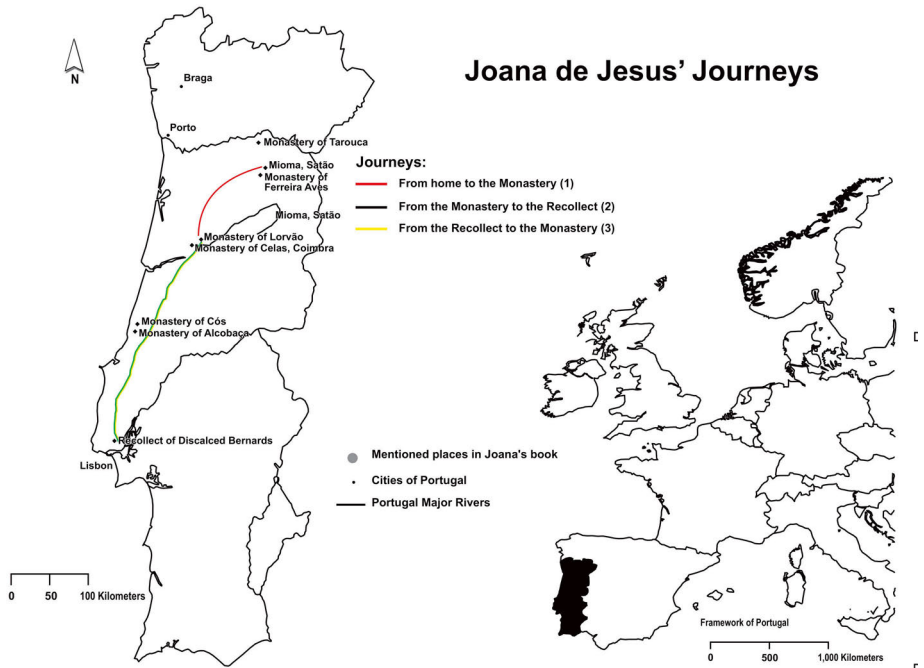 Joana de Jesus’ Journeys
N
Braga
Porto
Monastery of Tarouca
Mioma, Satão
Monastery of
Ferreira Aves
Mioma, Satão
Monastery of Lorvão
Monastery of Celas, Coimbra
Monastery of Cós
Monastery of Alcobaça
Recollect of Discalced Bernards
Lisbon
Journeys:
From home to the Monastery (1)
From the Monastery to the Recollect (2)
From the Recollect to the Monastery (3)
Mentioned places in Joana's book
Cities of Portugal
Portugal Major Rivers
0 50 100 Kilometers
Framework of Portugal
0 500 1,000 Kilometers